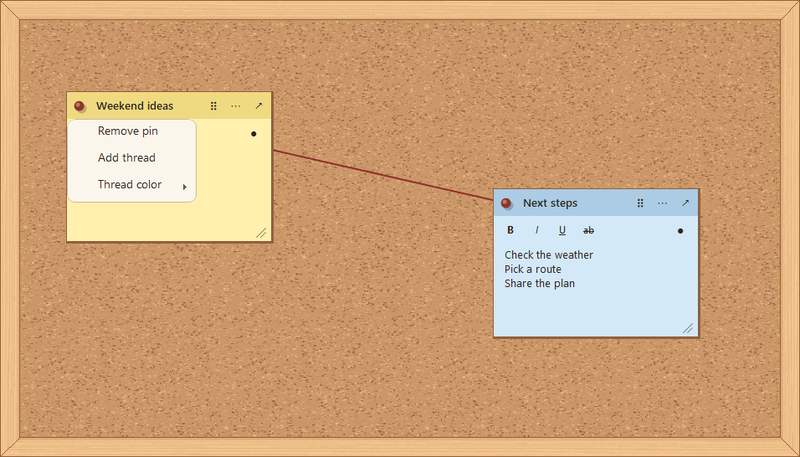 Weekend ideas
Remove pin
Add thread
Thread color
Next steps
B I U ab
Check the weather
Pick a route
Share the plan